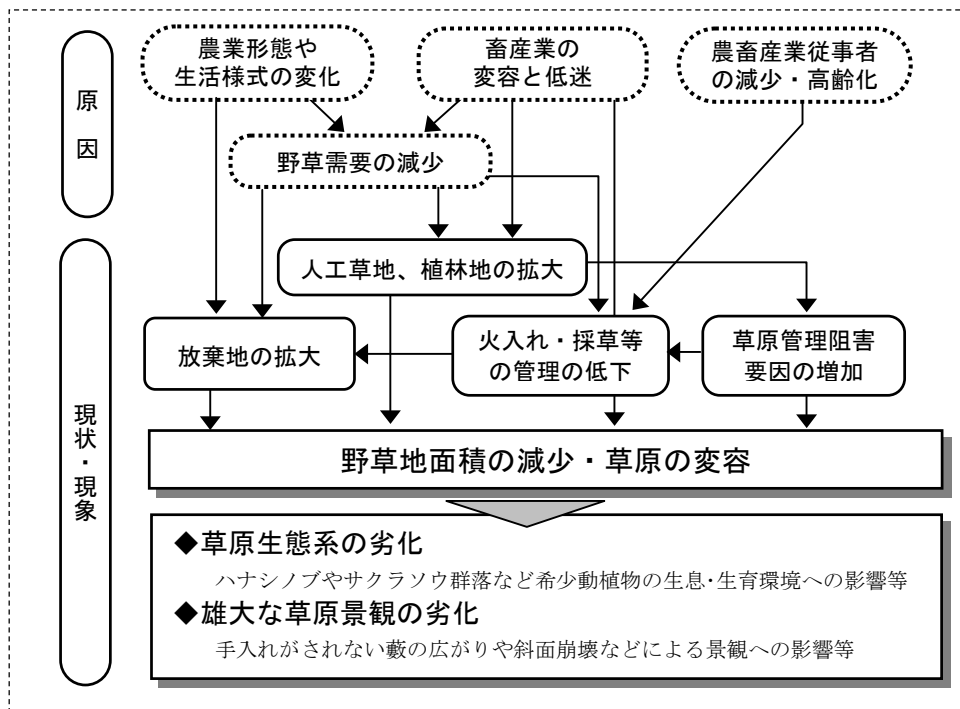 原因
農業形態や
生活様式の変化
畜産業の
変容と低迷
農畜産業従事者
の減少・高齢化
野草需要の減少
現状・現象
人工草地、植林地の拡大
放棄地の拡大
火入れ・採草等
の管理の低下
草原管理阻害
要因の増加
野草地面積の減少・草原の変容
◆草原生態系の劣化
ハナシノブやサクラソウ群落など希少動植物の生息･生育環境への影響等
◆雄大な草原景観の劣化
手入れがされない藪の広がりや斜面崩壊などによる景観への影響等